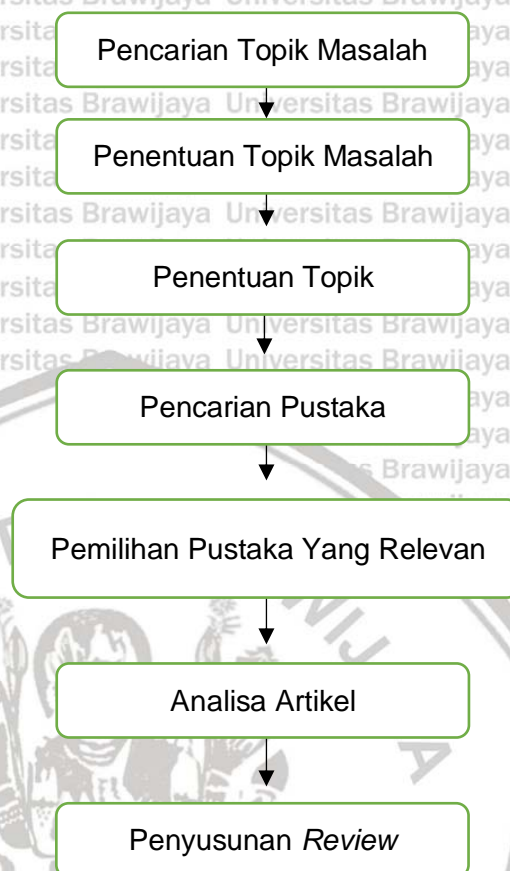 Pencarian Topik Masalah
Penentuan Topik Masalah
Penentuan Topik
Pencarian Pustaka
Pemilihan Pustaka Yang Relevan
Analisa Artikel
Penyusunan Review